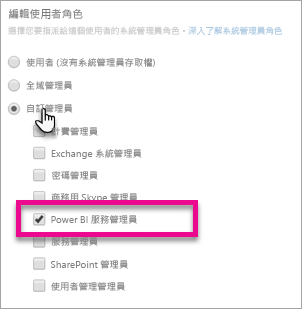 編輯使用者角色
選擇您要指派給這個使用者的系統管理員角色。深入了解系統管理員角色
使用者 (沒有系統管理員存取權)
全域管理員
自訂管理員
計費管理員
Exchange 系統管理員
密碼管理員
商務用 Skype 管理員
Power BI 服務管理員
服務管理員
SharePoint 管理員
使用者管理管理員